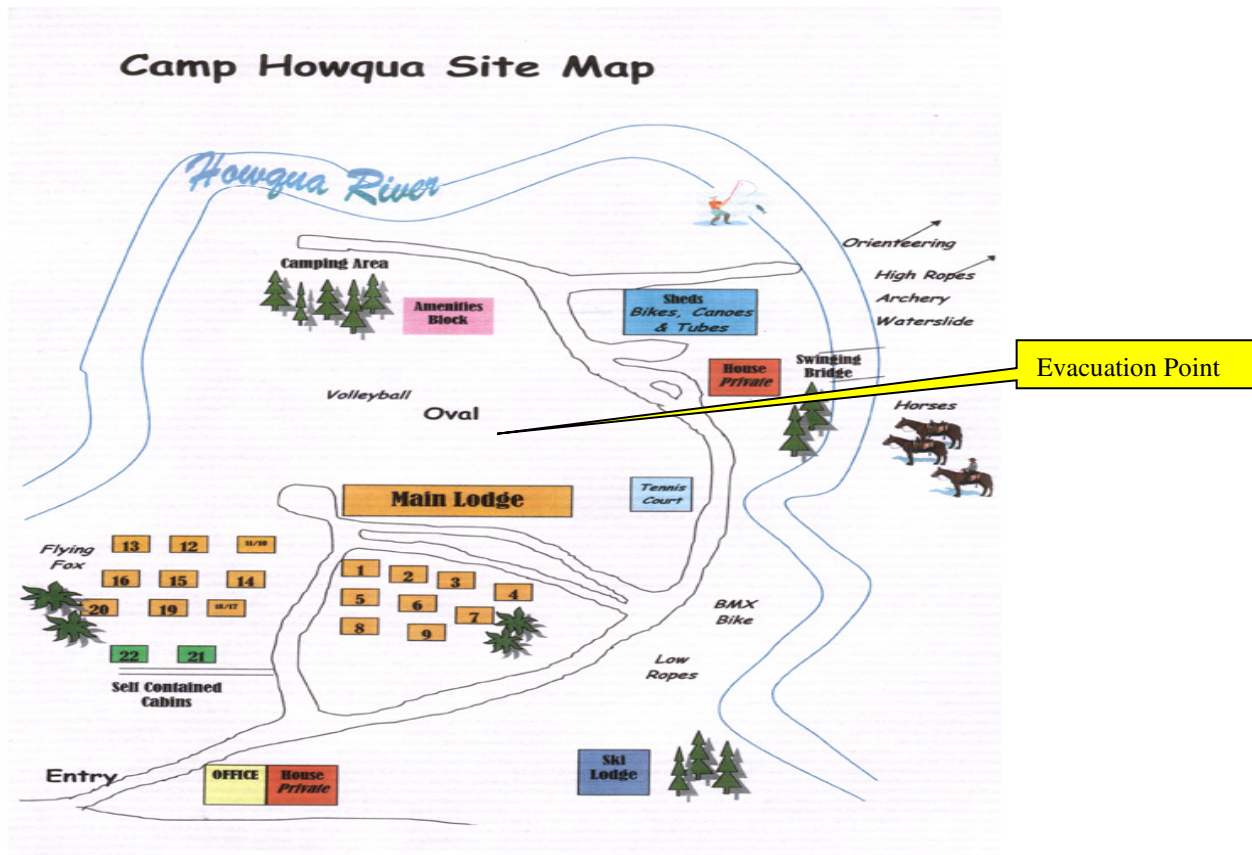 Camp Howqua Site Map
Howqua River
Orienteering
Camping Area
High Ropes
Archery
Waterslide
Amenities
Block
Sheds
Bikes, Canoes
& Tubes
House
Private
Swinging
Bridge
Evacuation Point
Volleyball
Oval
Horses
Main Lodge
Tennis
Court
Flying
Fox
13
12
11/10
16
15
14
20
19
18/17
22
21
1
2
3
4
5
6
7
8
9
BMX
Bike
Low
Ropes
Self Contained
Cabins
Entry
OFFICE
House
Private
Ski
Lodge